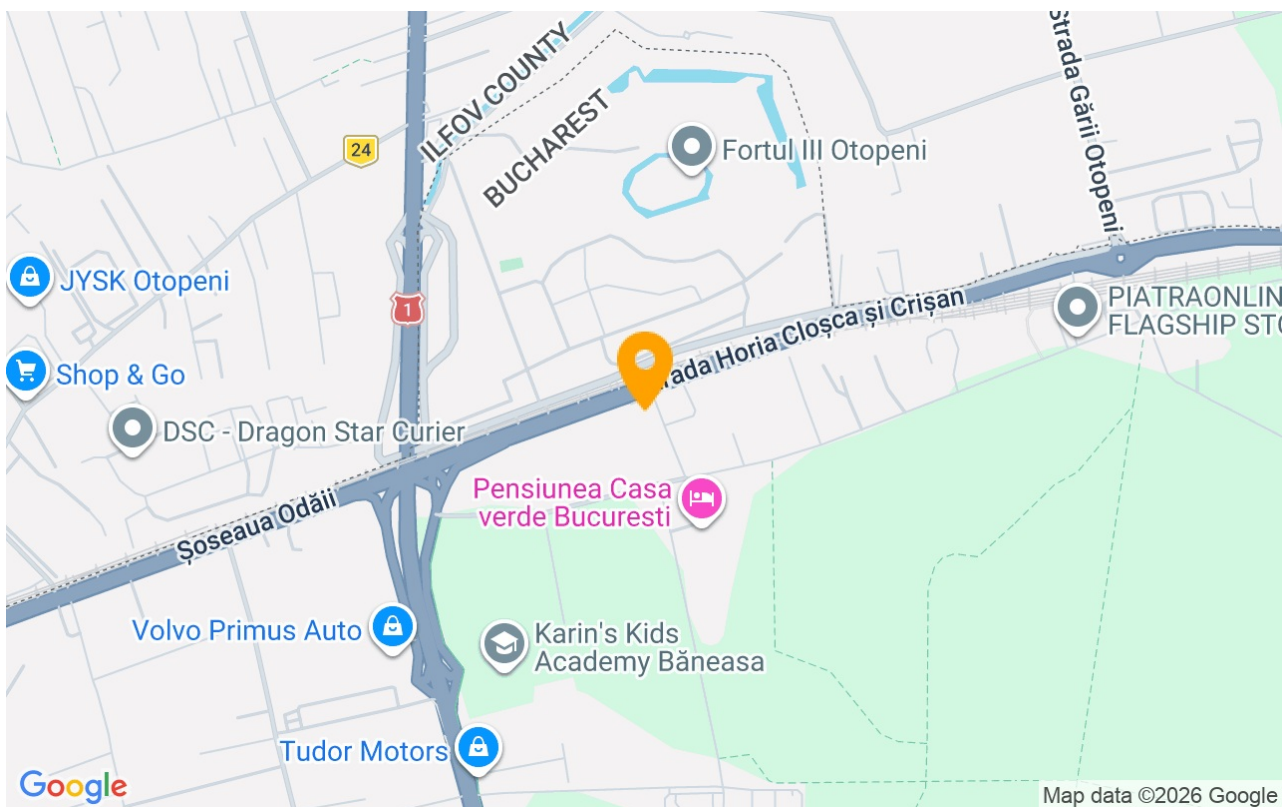 Strada Gării Otopeni
ILFOV COUNTY
BUCHAREST
24
Fortul III Otopeni
JYSK Otopeni
1
PIATRAONLIN
FLAGSHIP STO
Strada Horia Cloșca și Crișan
Shop & Go
DSC - Dragon Star Curier
Pensiunea Casa
verde Bucuresti
Șoseaua Odăii
Volvo Primus Auto
Karin's Kids
Academy Băneasa
Tudor Motors
Google
Map data ©2026 Google